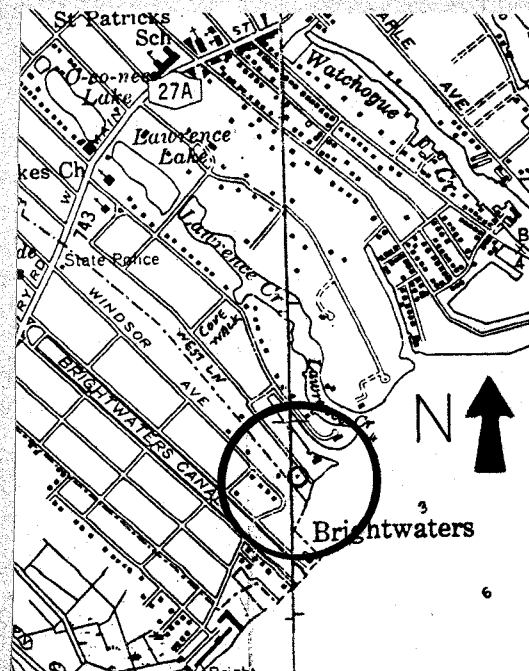 St Patricks
Sch
ST
27A
O-co-nee
Lake
MAIN
Lawrence
Lake
Watchogue
Cr
AVE
kes Ch
W
743
State Police
Lawrence Cr
WINDSOR
AVE
WEST LN
COVE
WALK
BRIGHTWATERS CANAL
N
3
Brightwaters
6